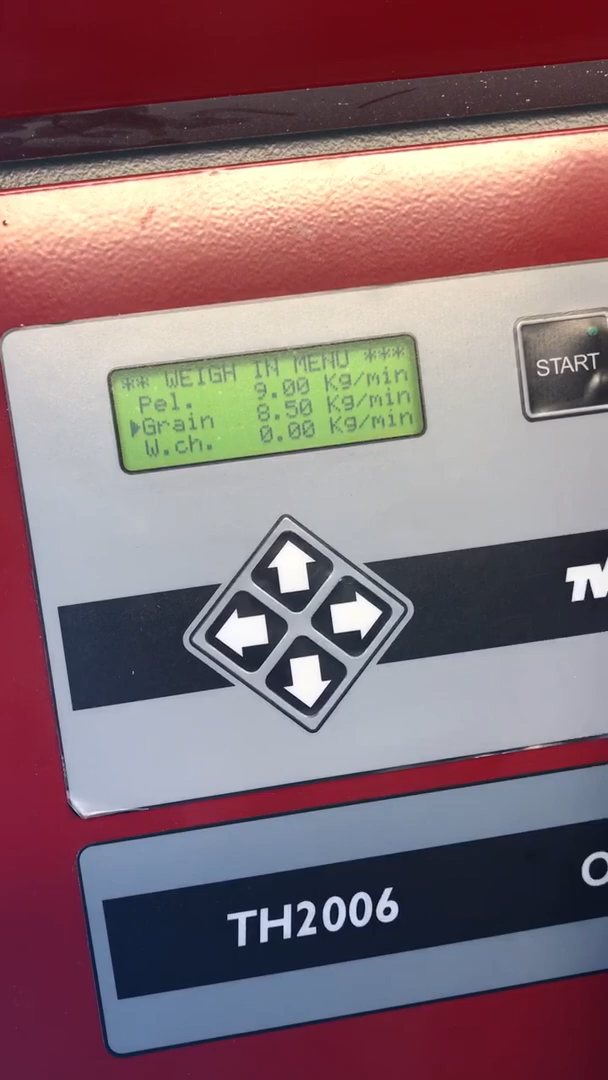 ** WEIGH IN MENU ***
Pel. 9.00 Kg/min
▶Grain 8.50 Kg/min
W.ch. 0.00 Kg/min
START
TH2006